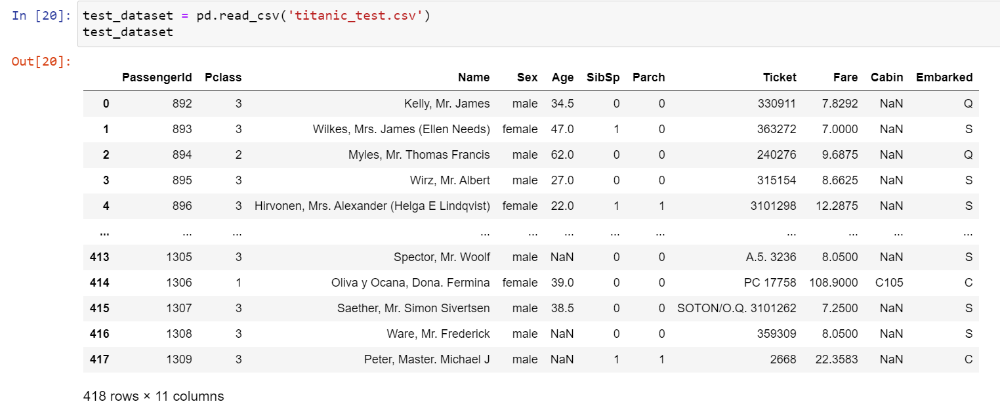 In [20]: test_dataset = pd.read_csv('titanic_test.csv')
test_dataset
Out[20]:
PassengerId Pclass Name Sex Age SibSp Parch Ticket Fare Cabin Embarked
0 892 3 Kelly, Mr. James male 34.5 0 0 330911 7.8292 NaN Q
1 893 3 Wilkes, Mrs. James (Ellen Needs) female 47.0 1 0 363272 7.0000 NaN S
2 894 2 Myles, Mr. Thomas Francis male 62.0 0 0 240276 9.6875 NaN Q
3 895 3 Wirz, Mr. Albert male 27.0 0 0 315154 8.6625 NaN S
4 896 3 Hirvonen, Mrs. Alexander (Helga E Lindqvist) female 22.0 1 1 3101298 12.2875 NaN S
... ... ... ... ... ... ... ... ... ... ... ...
413 1305 3 Spector, Mr. Woolf male NaN 0 0 A.5. 3236 8.0500 NaN S
414 1306 1 Oliva y Ocana, Dona. Fermina female 39.0 0 0 PC 17758 108.9000 C105 C
415 1307 3 Saether, Mr. Simon Sivertsen male 38.5 0 0 SOTON/O.Q. 3101262 7.2500 NaN S
416 1308 3 Ware, Mr. Frederick male NaN 0 0 359309 8.0500 NaN S
417 1309 3 Peter, Master. Michael J male NaN 1 1 2668 22.3583 NaN C
418 rows × 11 columns